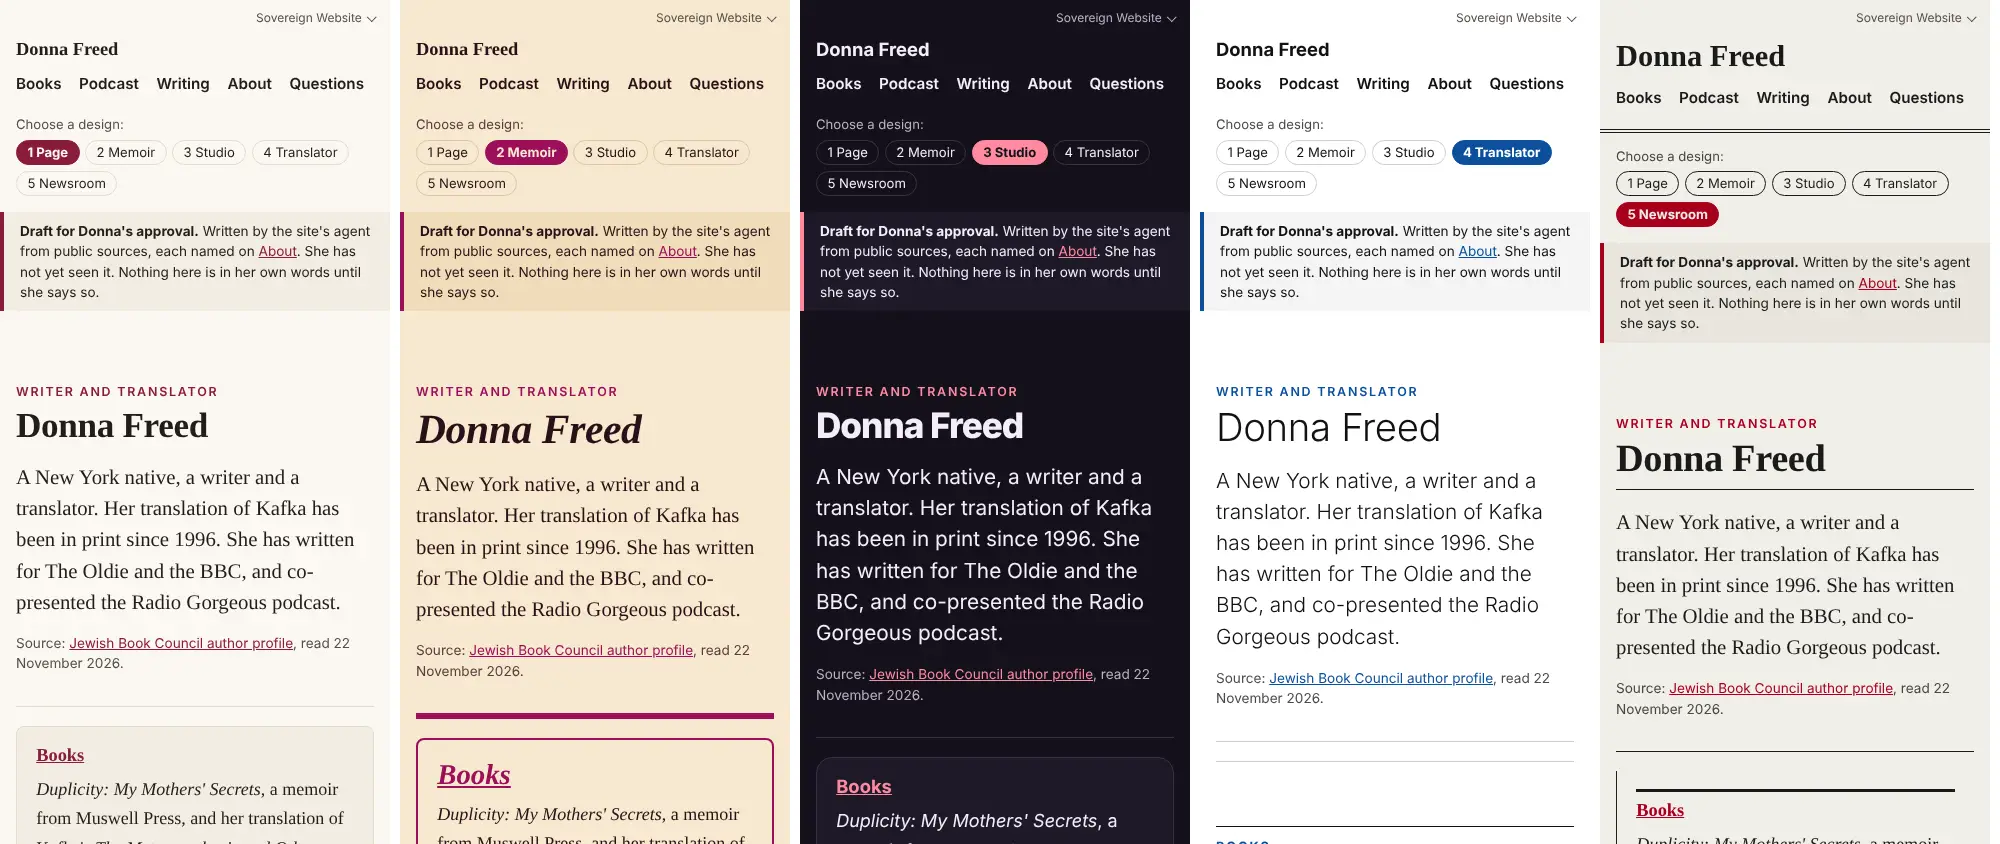 Sovereign Website
Donna Freed
Books Podcast Writing About Questions
Choose a design:
1 Page 2 Memoir 3 Studio 4 Translator
5 Newsroom
Draft for Donna's approval. Written by the site's agent
from public sources, each named on About. She has
not yet seen it. Nothing here is in her own words until
she says so.
WRITER AND TRANSLATOR
Donna Freed
A New York native, a writer and a
translator. Her translation of Kafka has
been in print since 1996. She has written
for The Oldie and the BBC, and co-
presented the Radio Gorgeous podcast.
Source: Jewish Book Council author profile, read 22
November 2026.
Books
Duplicity: My Mothers' Secrets, a memoir
from Muswell Press, and her translation of
Sovereign Website
Donna Freed
Books Podcast Writing About Questions
Choose a design:
1 Page 2 Memoir 3 Studio 4 Translator
5 Newsroom
Draft for Donna's approval. Written by the site's agent
from public sources, each named on About. She has
not yet seen it. Nothing here is in her own words until
she says so.
WRITER AND TRANSLATOR
Donna Freed
A New York native, a writer and a
translator. Her translation of Kafka has
been in print since 1996. She has written
for The Oldie and the BBC, and co-
presented the Radio Gorgeous podcast.
Source: Jewish Book Council author profile, read 22
November 2026.
Books
Duplicity: My Mothers' Secrets, a memoir
from Muswell Press, and her translation of
Sovereign Website
Donna Freed
Books Podcast Writing About Questions
Choose a design:
1 Page 2 Memoir 3 Studio 4 Translator
5 Newsroom
Draft for Donna's approval. Written by the site's agent
from public sources, each named on About. She has
not yet seen it. Nothing here is in her own words until
she says so.
WRITER AND TRANSLATOR
Donna Freed
A New York native, a writer and a
translator. Her translation of Kafka
has been in print since 1996. She
has written for The Oldie and the
BBC, and co-presented the Radio
Gorgeous podcast.
Source: Jewish Book Council author profile, read 22
November 2026.
Books
Duplicity: My Mothers' Secrets, a
Sovereign Website
Donna Freed
Books Podcast Writing About Questions
Choose a design:
1 Page 2 Memoir 3 Studio 4 Translator
5 Newsroom
Draft for Donna's approval. Written by the site's agent
from public sources, each named on About. She has
not yet seen it. Nothing here is in her own words until
she says so.
WRITER AND TRANSLATOR
Donna Freed
A New York native, a writer and a
translator. Her translation of Kafka
has been in print since 1996. She
has written for The Oldie and the
BBC, and co-presented the Radio
Gorgeous podcast.
Source: Jewish Book Council author profile, read 22
November 2026.
BOOKS
Sovereign Website
Donna Freed
Books Podcast Writing About Questions
Choose a design:
1 Page 2 Memoir 3 Studio 4 Translator
5 Newsroom
Draft for Donna's approval. Written by the site's agent
from public sources, each named on About. She has
not yet seen it. Nothing here is in her own words until
she says so.
WRITER AND TRANSLATOR
Donna Freed
A New York native, a writer and a
translator. Her translation of Kafka has
been in print since 1996. She has written
for The Oldie and the BBC, and co-
presented the Radio Gorgeous podcast.
Source: Jewish Book Council author profile, read 22
November 2026.
Books
Duplicity: My Mothers' Secrets, a memoir